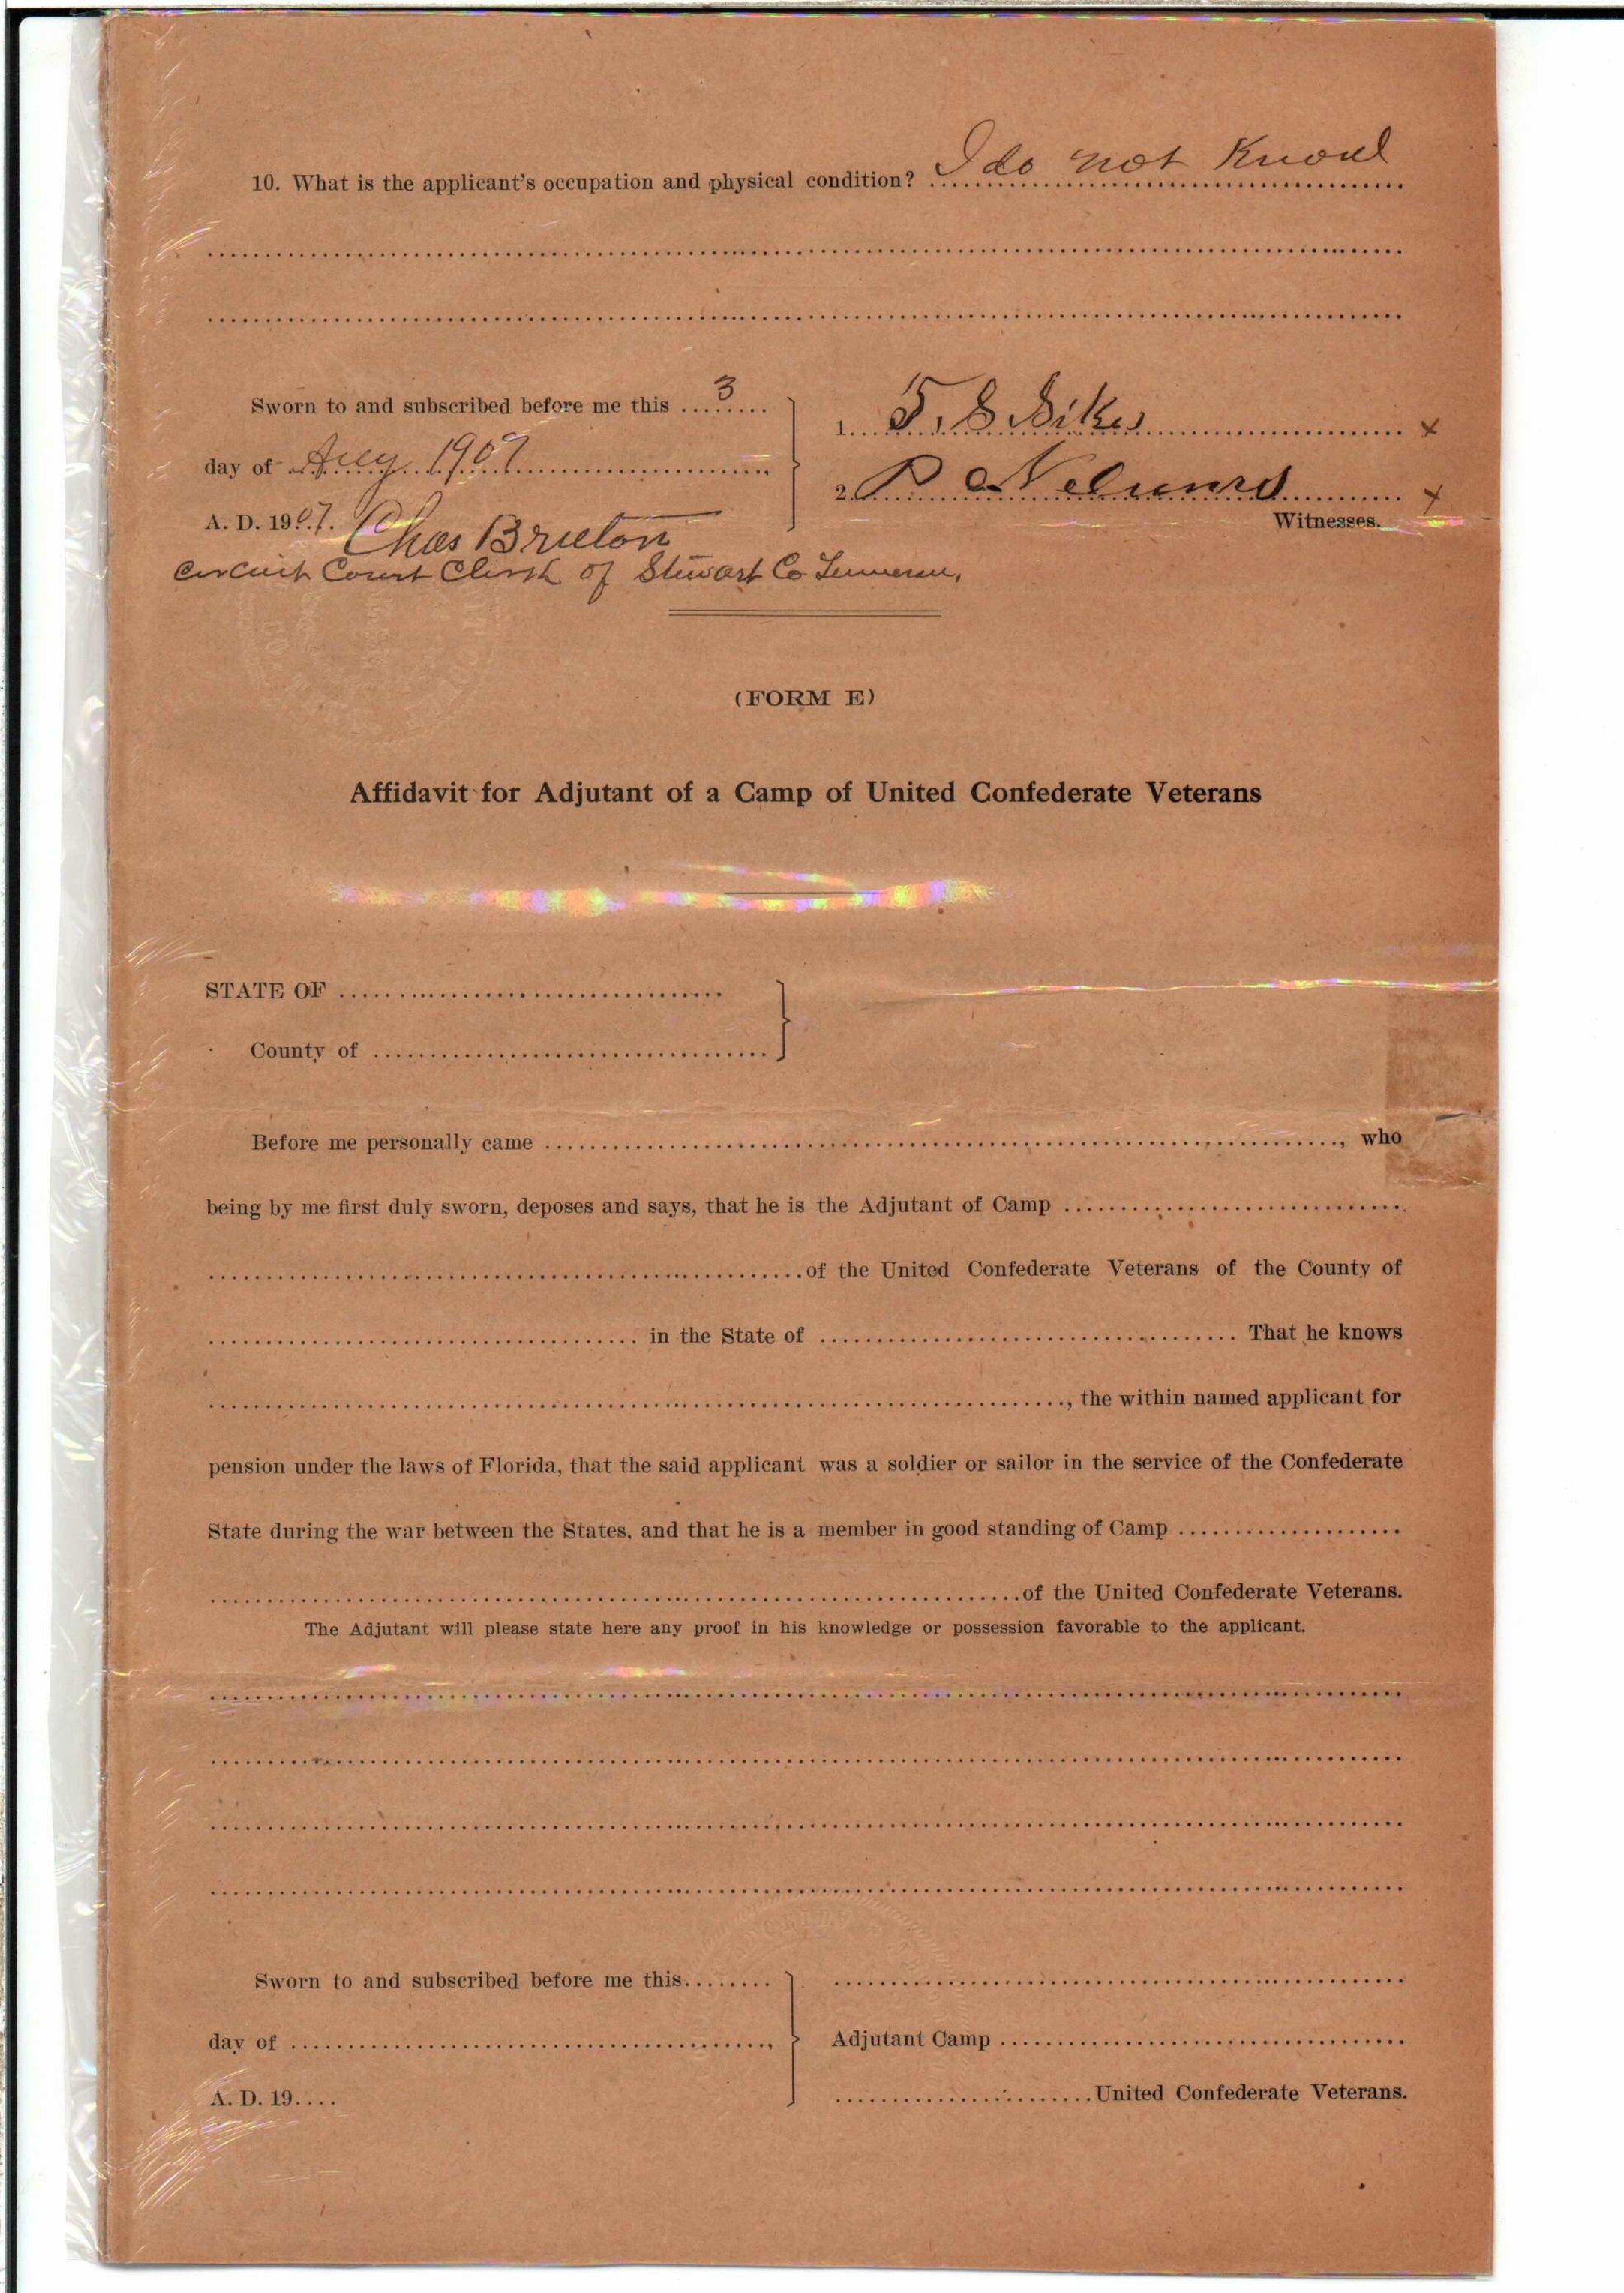 10. What is the applicant's occupation and physical condition? I do not Know
Sworn to and subscribed before me this 3
day of Aug. 1907
A. D. 1907. Chas Bruton
Circuit Court Clerk of Stewart Co Tennessee,
1. T. S Sikes x
2. P x
Witnesses.
(FORM E)
Affidavit for Adjutant of a Camp of United Confederate Veterans
STATE OF
County of
Before me personally came , who
being by me first duly sworn, deposes and says, that he is the Adjutant of Camp
of the United Confederate Veterans of the County of
in the State of That he knows
, the within named applicant for
pension under the laws of Florida, that the said applicant was a soldier or sailor in the service of the Confederate
State during the war between the States, and that he is a member in good standing of Camp
of the United Confederate Veterans.
The Adjutant will please state here any proof in his knowledge or possession favorable to the applicant.
Sworn to and subscribed before me this
day of ,
A. D. 19
Adjutant Camp
United Confederate Veterans.